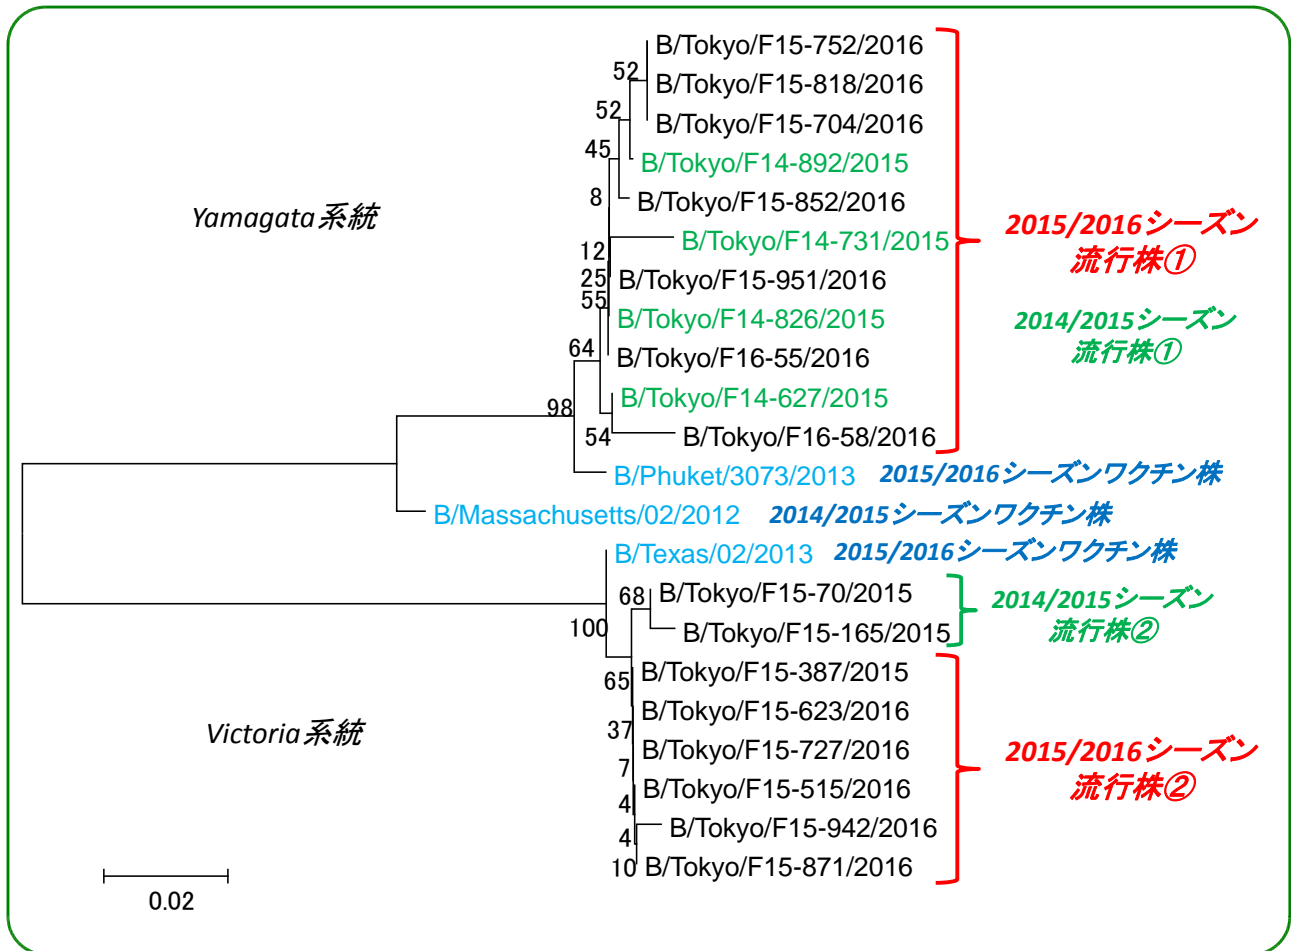 B/Tokyo/F15-752/2016
52
B/Tokyo/F15-818/2016
52
B/Tokyo/F15-704/2016
45
B/Tokyo/F14-892/2015
8
B/Tokyo/F15-852/2016
Yamagata系統
2015/2016シーズン
流行株①
B/Tokyo/F14-731/2015
12
25
B/Tokyo/F15-951/2016
55
B/Tokyo/F14-826/2015
2014/2015シーズン
流行株①
64
B/Tokyo/F16-55/2016
B/Tokyo/F14-627/2015
98
54
B/Tokyo/F16-58/2016
B/Phuket/3073/2013 2015/2016シーズンワクチン株
B/Massachusetts/02/2012 2014/2015シーズンワクチン株
B/Texas/02/2013 2015/2016シーズンワクチン株
68
B/Tokyo/F15-70/2015
2014/2015シーズン
流行株②
100
B/Tokyo/F15-165/2015
65
B/Tokyo/F15-387/2015
B/Tokyo/F15-623/2016
37
Victoria系統
B/Tokyo/F15-727/2016
2015/2016シーズン
流行株②
7
B/Tokyo/F15-515/2016
4
B/Tokyo/F15-942/2016
4
10
B/Tokyo/F15-871/2016
0.02